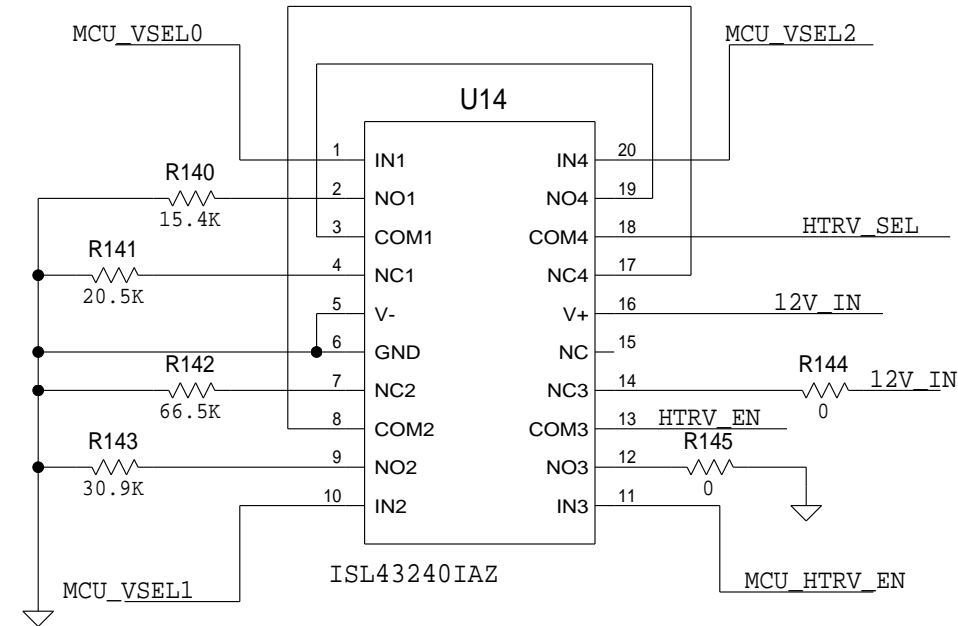 MCU_VSEL0 MCU_VSEL2
U14
1 IN1 IN4 20
R140
15.4K
2 NO1 NO4 19
3 COM1 COM4 18 HTRV_SEL
R141
20.5K
4 NC1 NC4 17
5 V- V+ 16 12V_IN
6 GND NC 15
R142
66.5K
7 NC2 NC3 14 R144 12V_IN
0
8 COM2 COM3 13 HTRV_EN
R143
30.9K
9 NO2 NO3 12 R145
0
10 IN2 IN3 11
MCU_VSEL1 ISL43240IAZ MCU_HTRV_EN